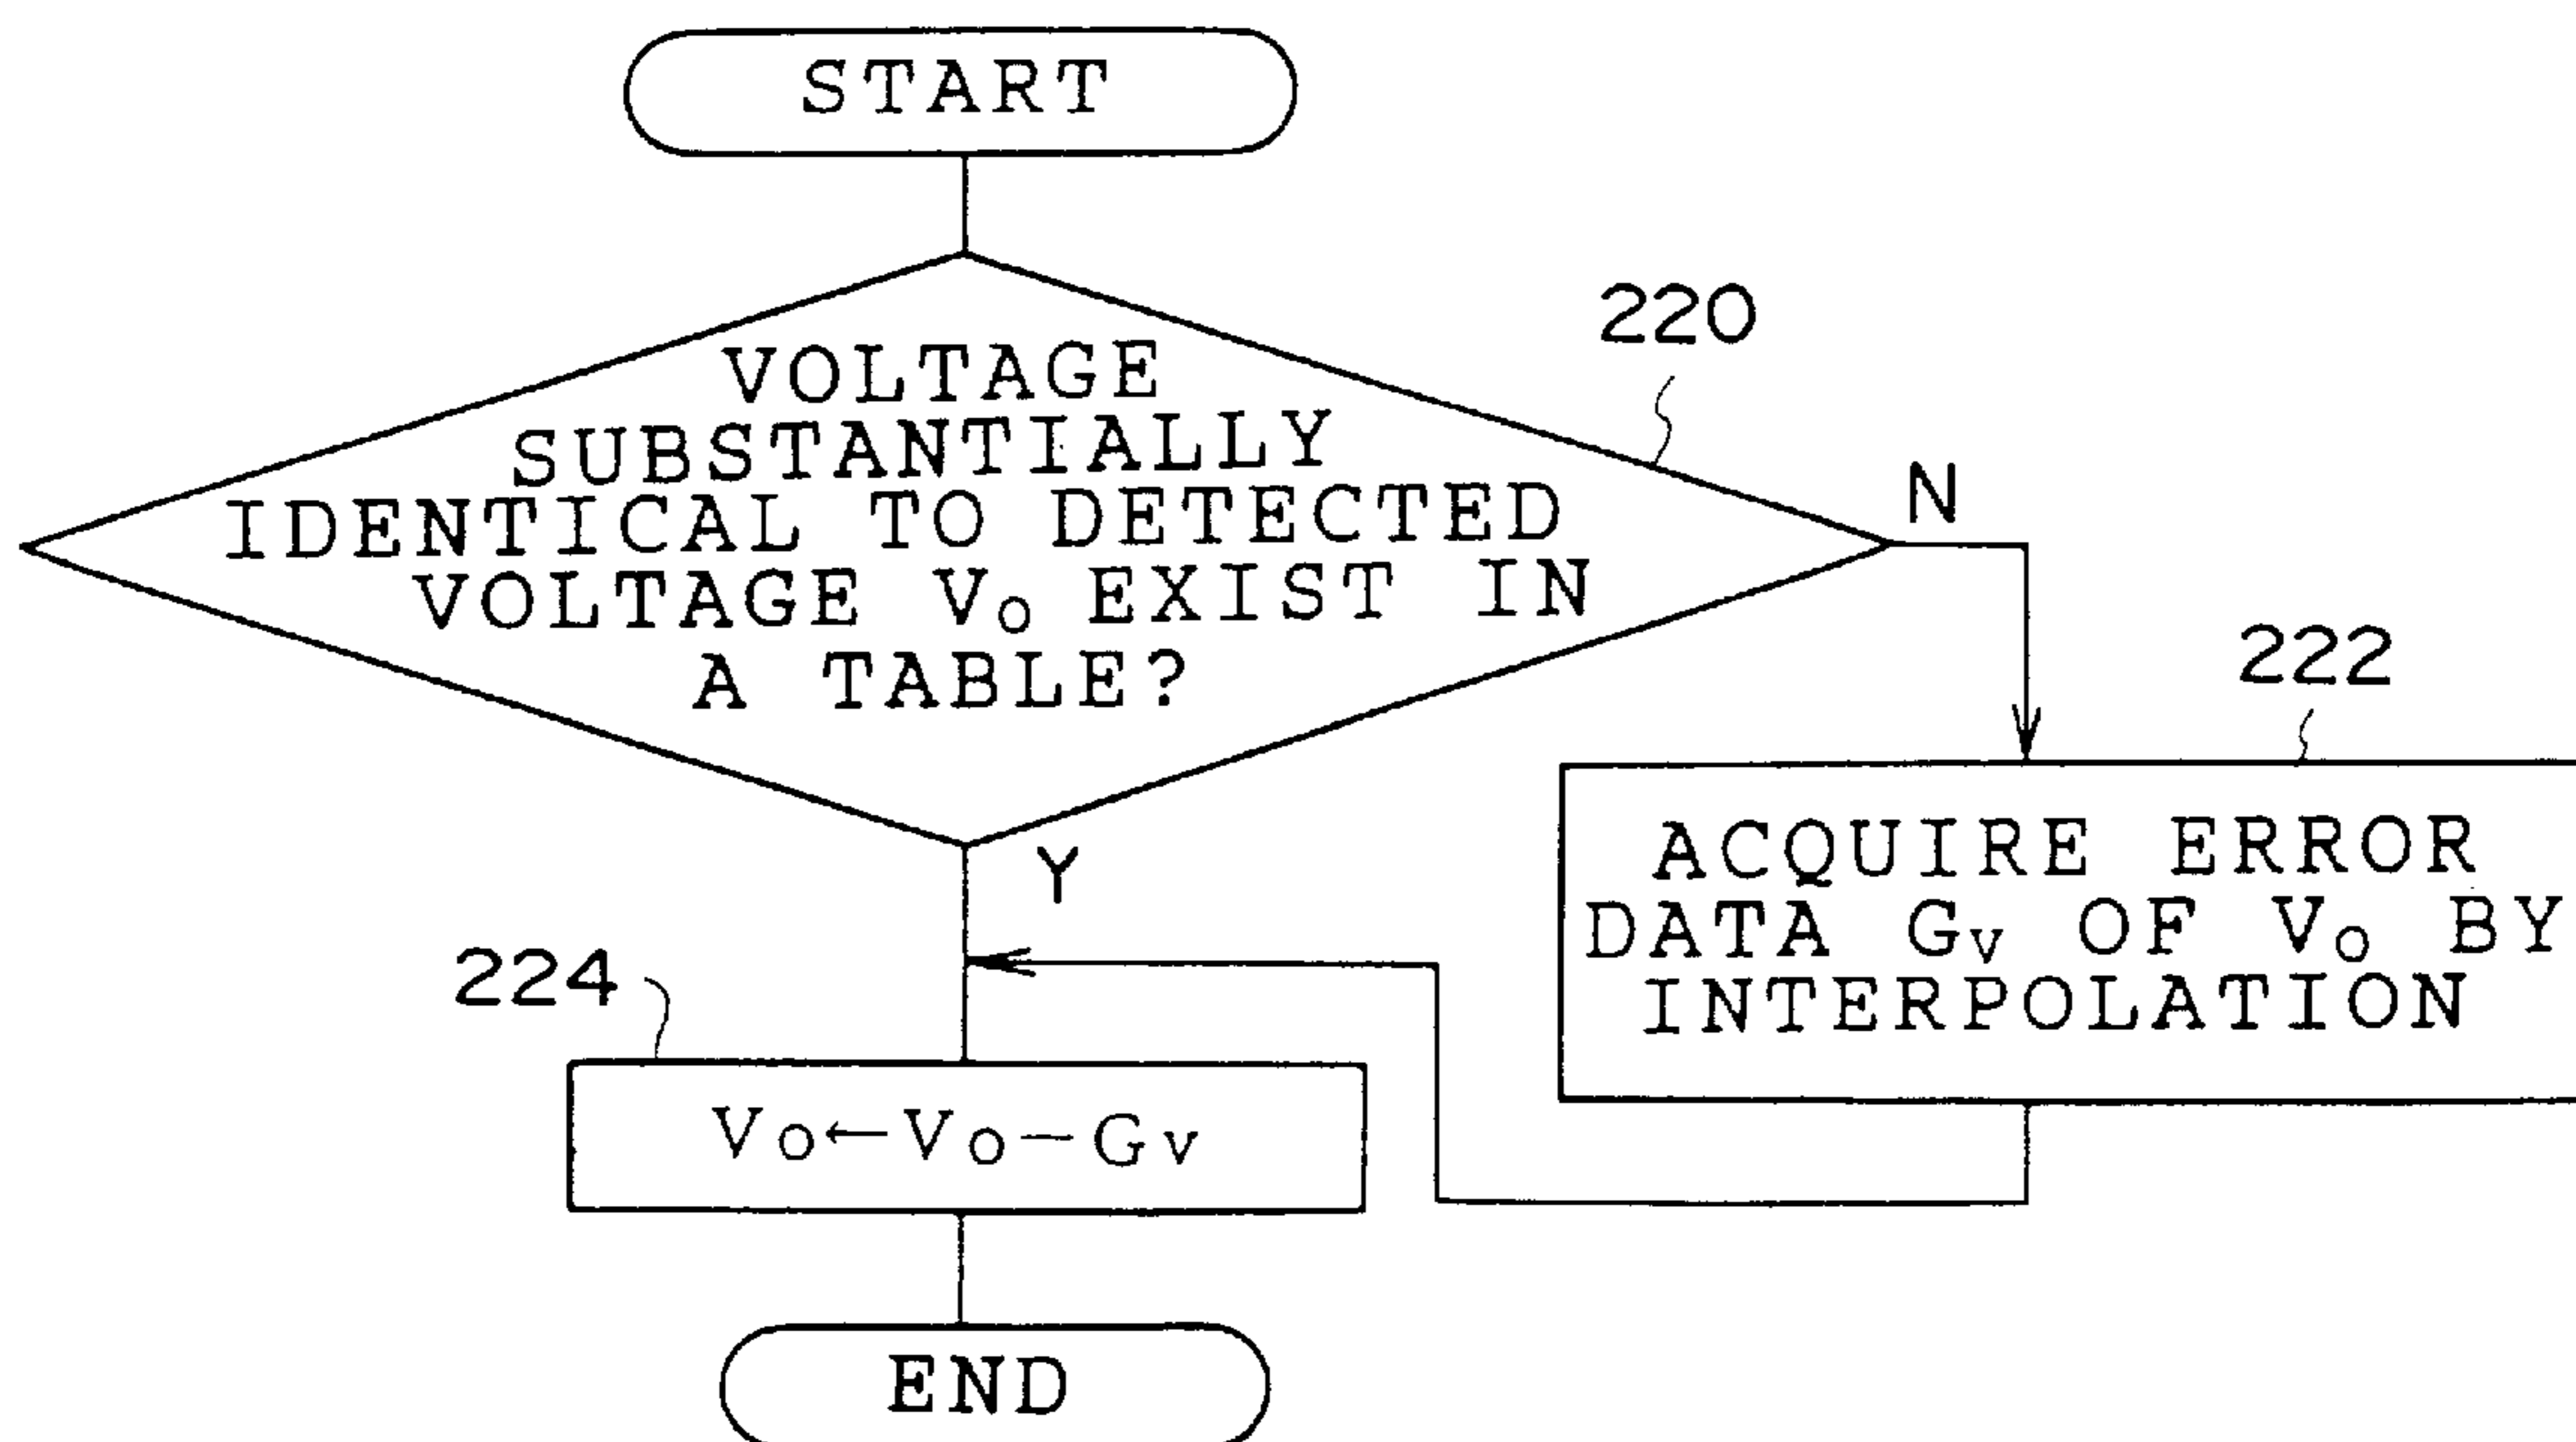 START
220
VOLTAGE
SUBSTANTIALLY
IDENTICAL TO DETECTED
VOLTAGE Vo EXIST IN
A TABLE?
N
Y
222
ACQUIRE ERROR
DATA Gv OF Vo BY
INTERPOLATION
224
Vo←Vo−Gv
END